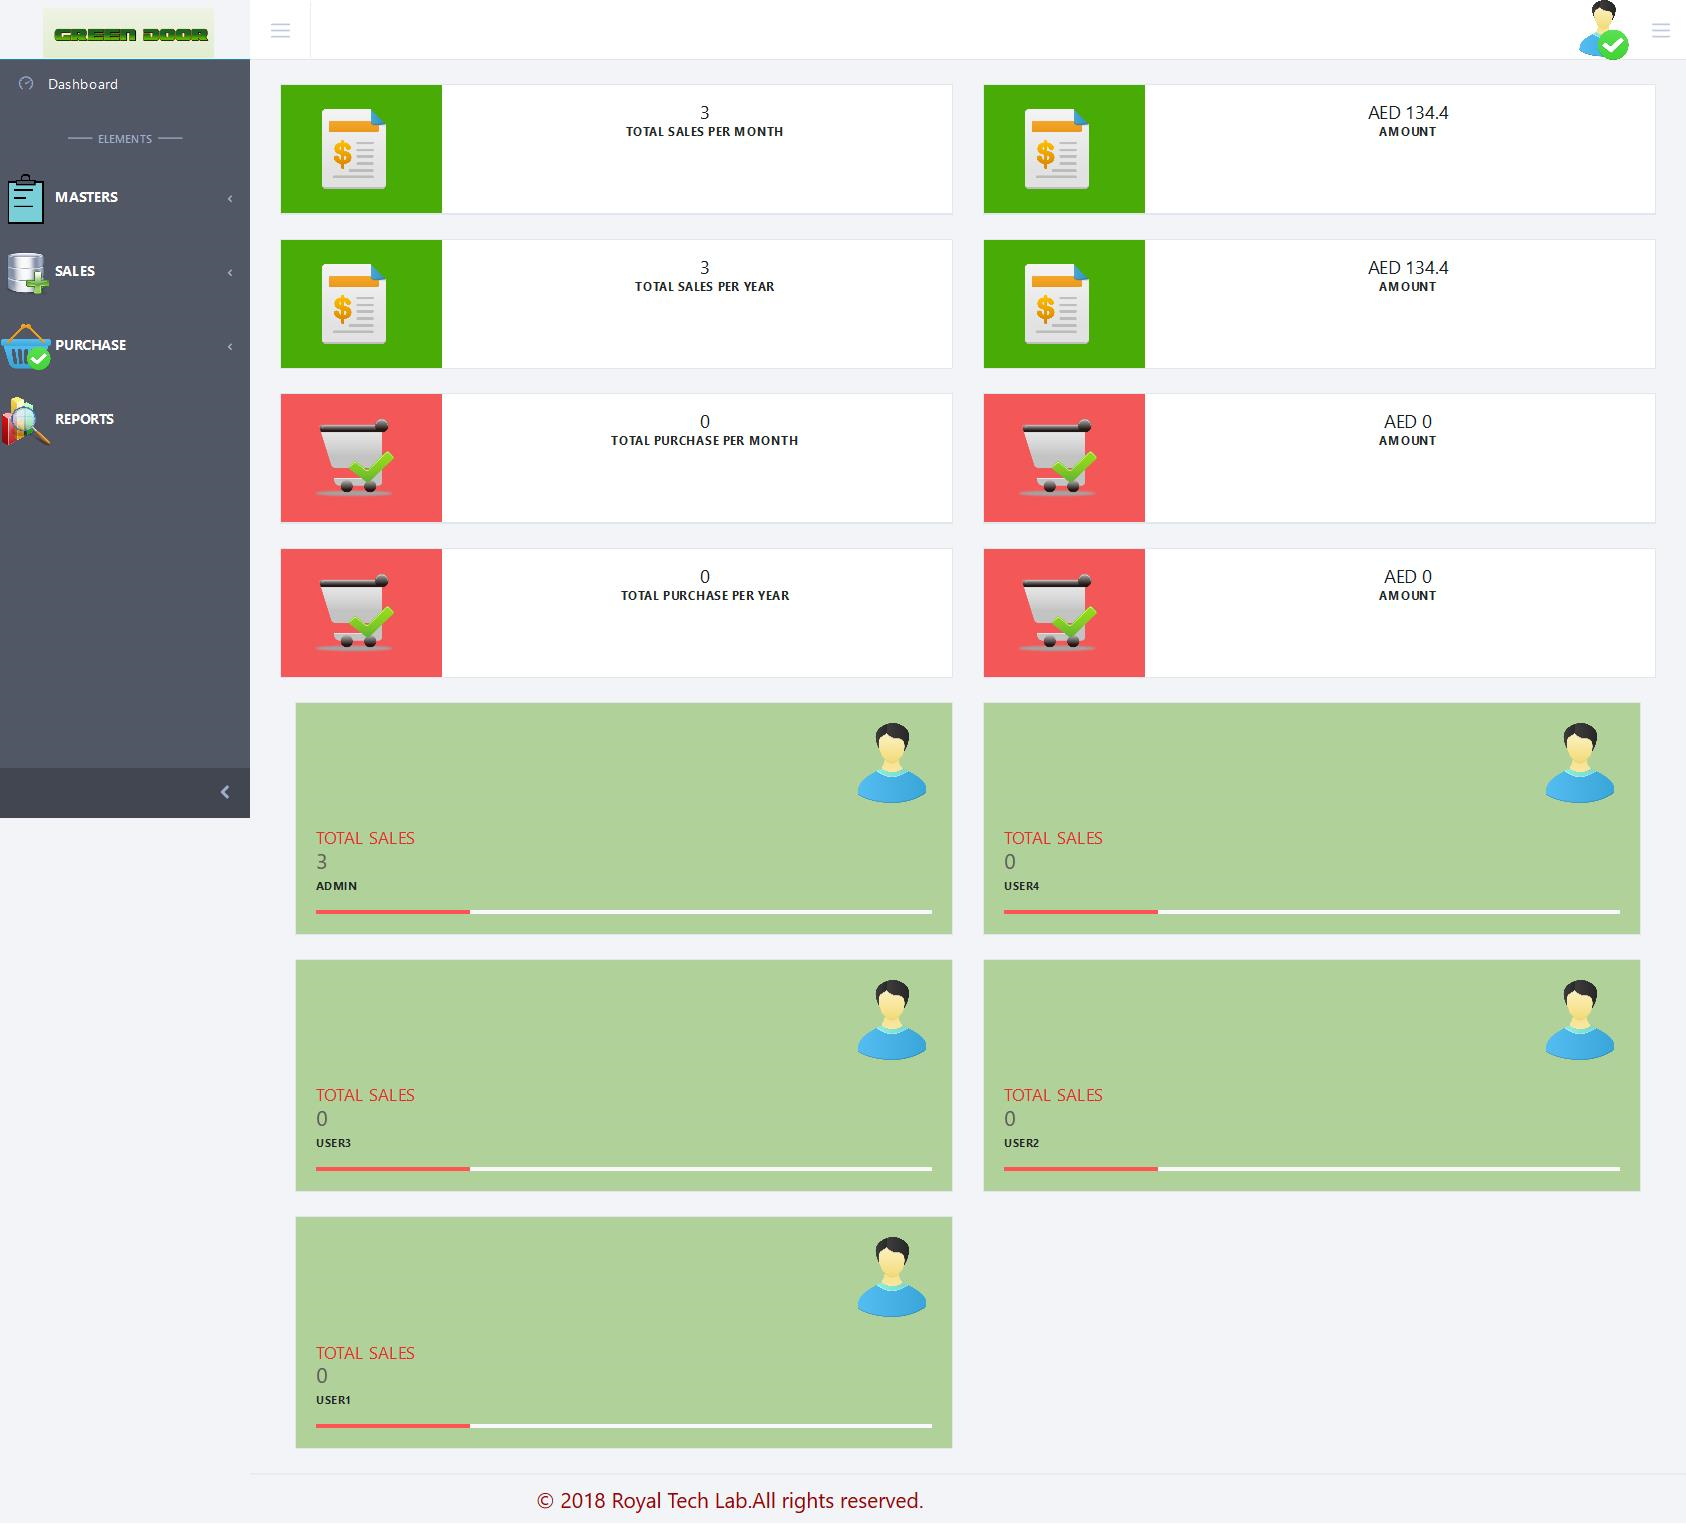 GREEN DOOR
Dashboard
ELEMENTS
MASTERS
SALES
PURCHASE
REPORTS
3
TOTAL SALES PER MONTH
AED 134.4
AMOUNT
3
TOTAL SALES PER YEAR
AED 134.4
AMOUNT
0
TOTAL PURCHASE PER MONTH
AED 0
AMOUNT
0
TOTAL PURCHASE PER YEAR
AED 0
AMOUNT
TOTAL SALES
3
ADMIN
TOTAL SALES
0
USER4
TOTAL SALES
0
USER3
TOTAL SALES
0
USER2
TOTAL SALES
0
USER1
© 2018 Royal Tech Lab.All rights reserved.